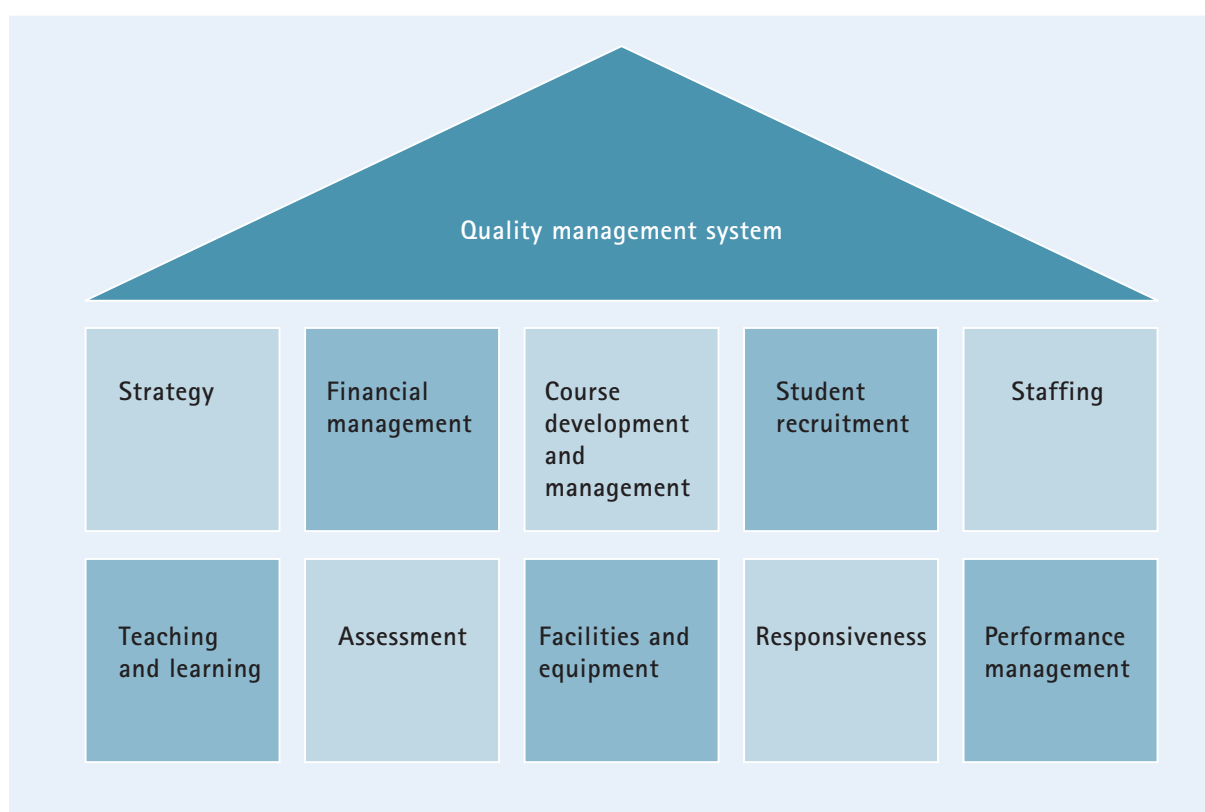 Quality management system
Strategy
Financial
management
Course
development
and
management
Student
recruitment
Staffing
Teaching
and learning
Assessment
Facilities and
equipment
Responsiveness
Performance
management